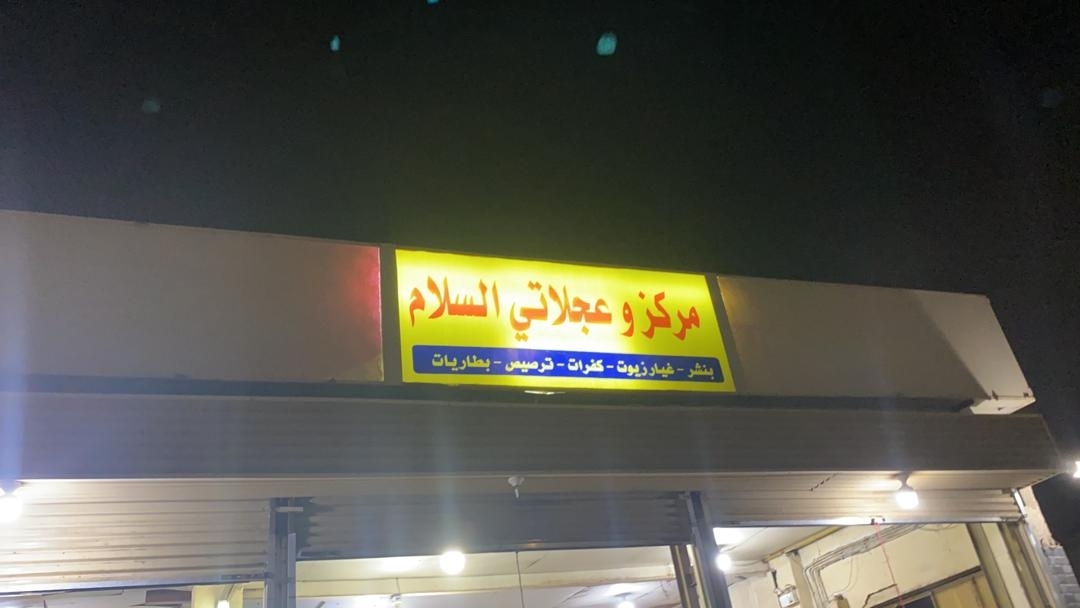 مركز و عجلاتي السلام
بنشر - غيار زيوت - كفرات - ترصيص - بطاريات